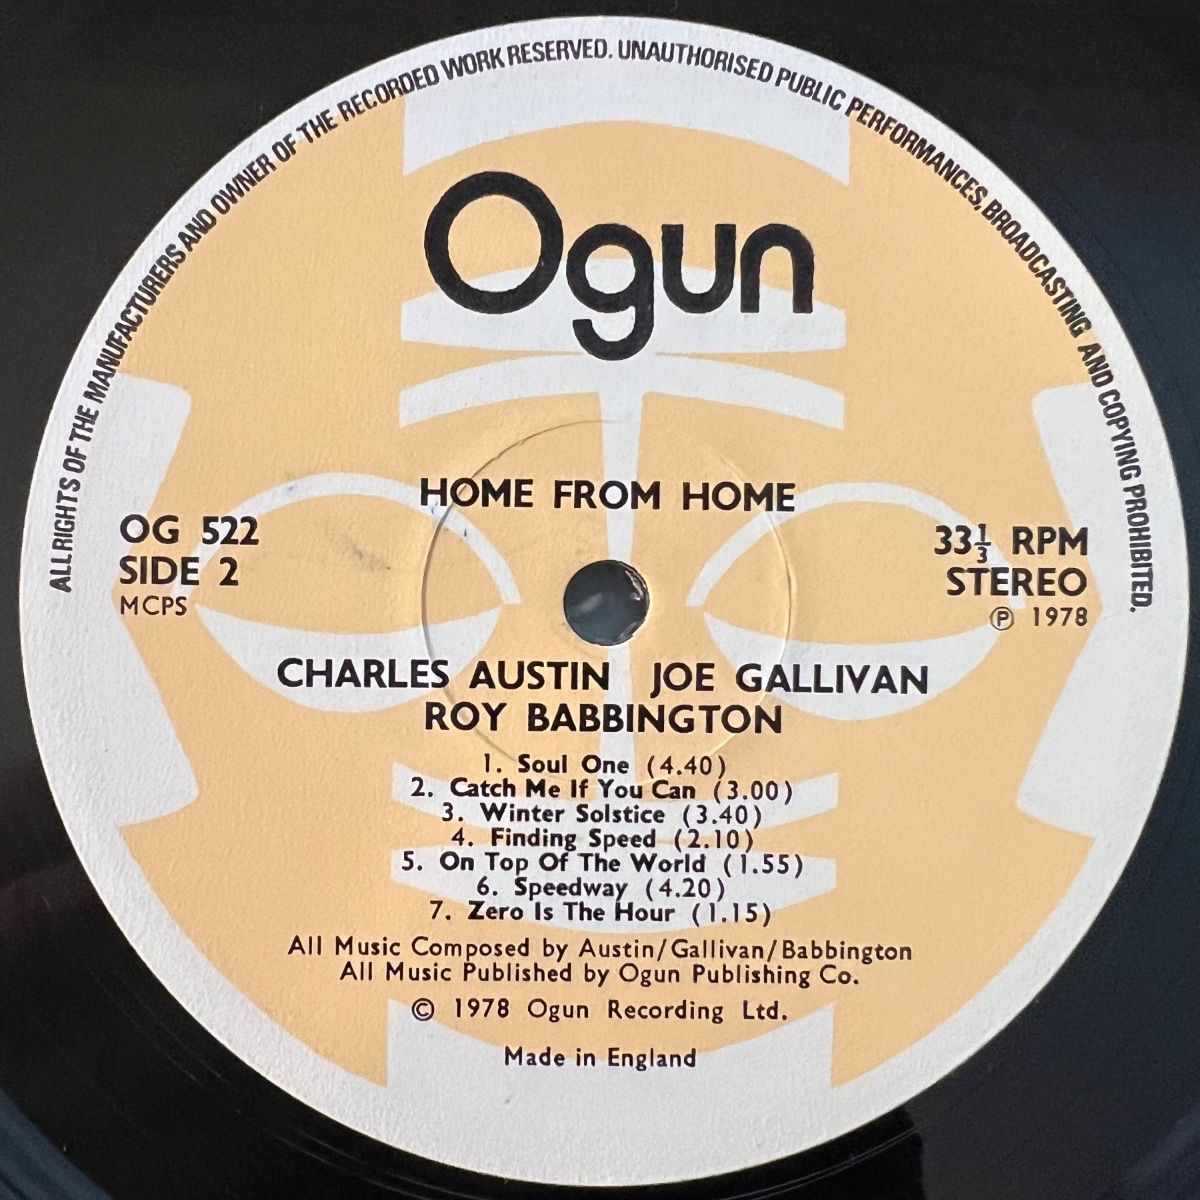 ALL RIGHTS OF THE MANUFACTURERS AND OWNER OF THE RECORDED WORK RESERVED. UNAUTHORISED PUBLIC PERFORMANCES, BROADCASTING AND COPYING PROHIBITED.
Ogun
HOME FROM HOME
OG 522
SIDE 2
MCPS
33⅓ RPM
STEREO
℗ 1978
CHARLES AUSTIN JOE GALLIVAN
ROY BABBINGTON
1. Soul One (4.40)
2. Catch Me If You Can (3.00)
3. Winter Solstice (3.40)
4. Finding Speed (2.10)
5. On Top Of The World (1.55)
6. Speedway (4.20)
7. Zero Is The Hour (1.15)
All Music Composed by Austin/Gallivan/Babbington
All Music Published by Ogun Publishing Co.
© 1978 Ogun Recording Ltd.
Made in England